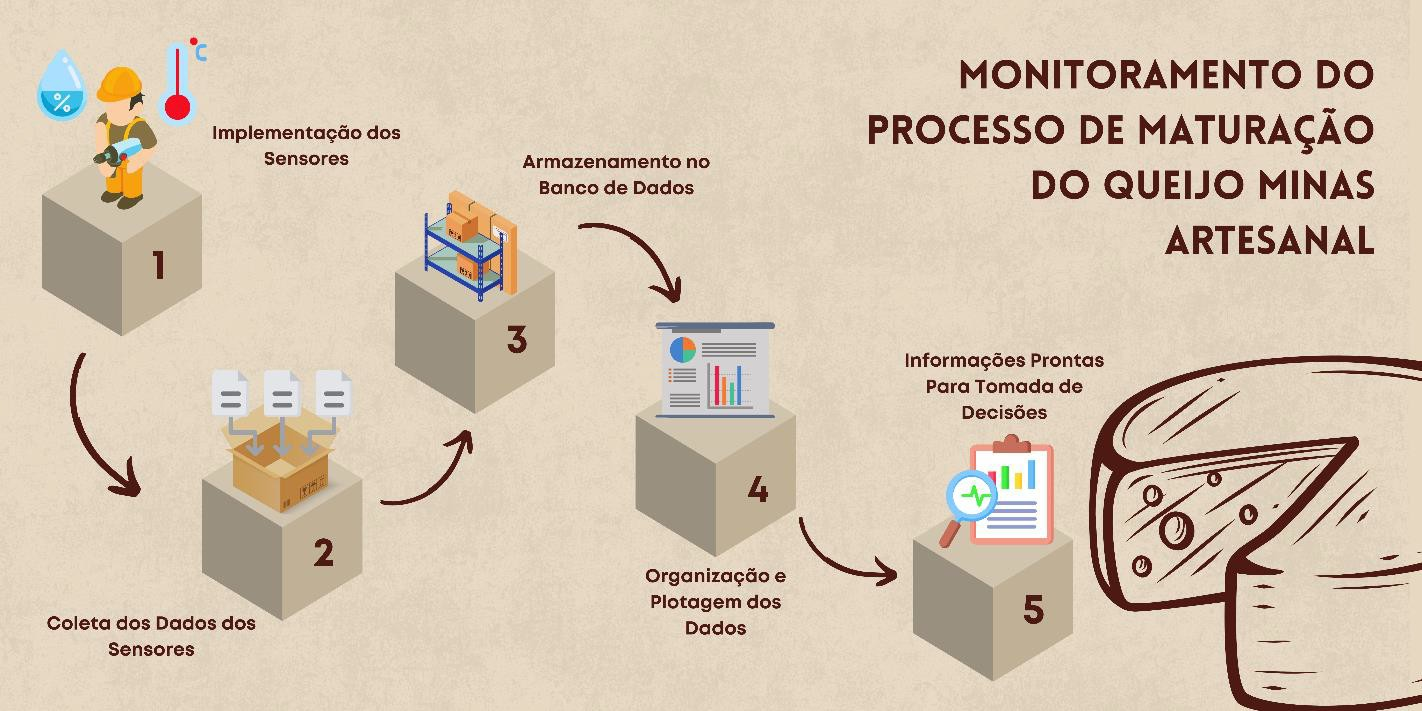 MONITORAMENTO DO
PROCESSO DE MATURAÇÃO
DO QUEIJO MINAS
ARTESANAL
%
°C
Implementação dos
Sensores
1
Coleta dos Dados dos
Sensores
2
Armazenamento no
Banco de Dados
3
Organização e
Plotagem dos
Dados
4
Informações Prontas
Para Tomada de
Decisões
5